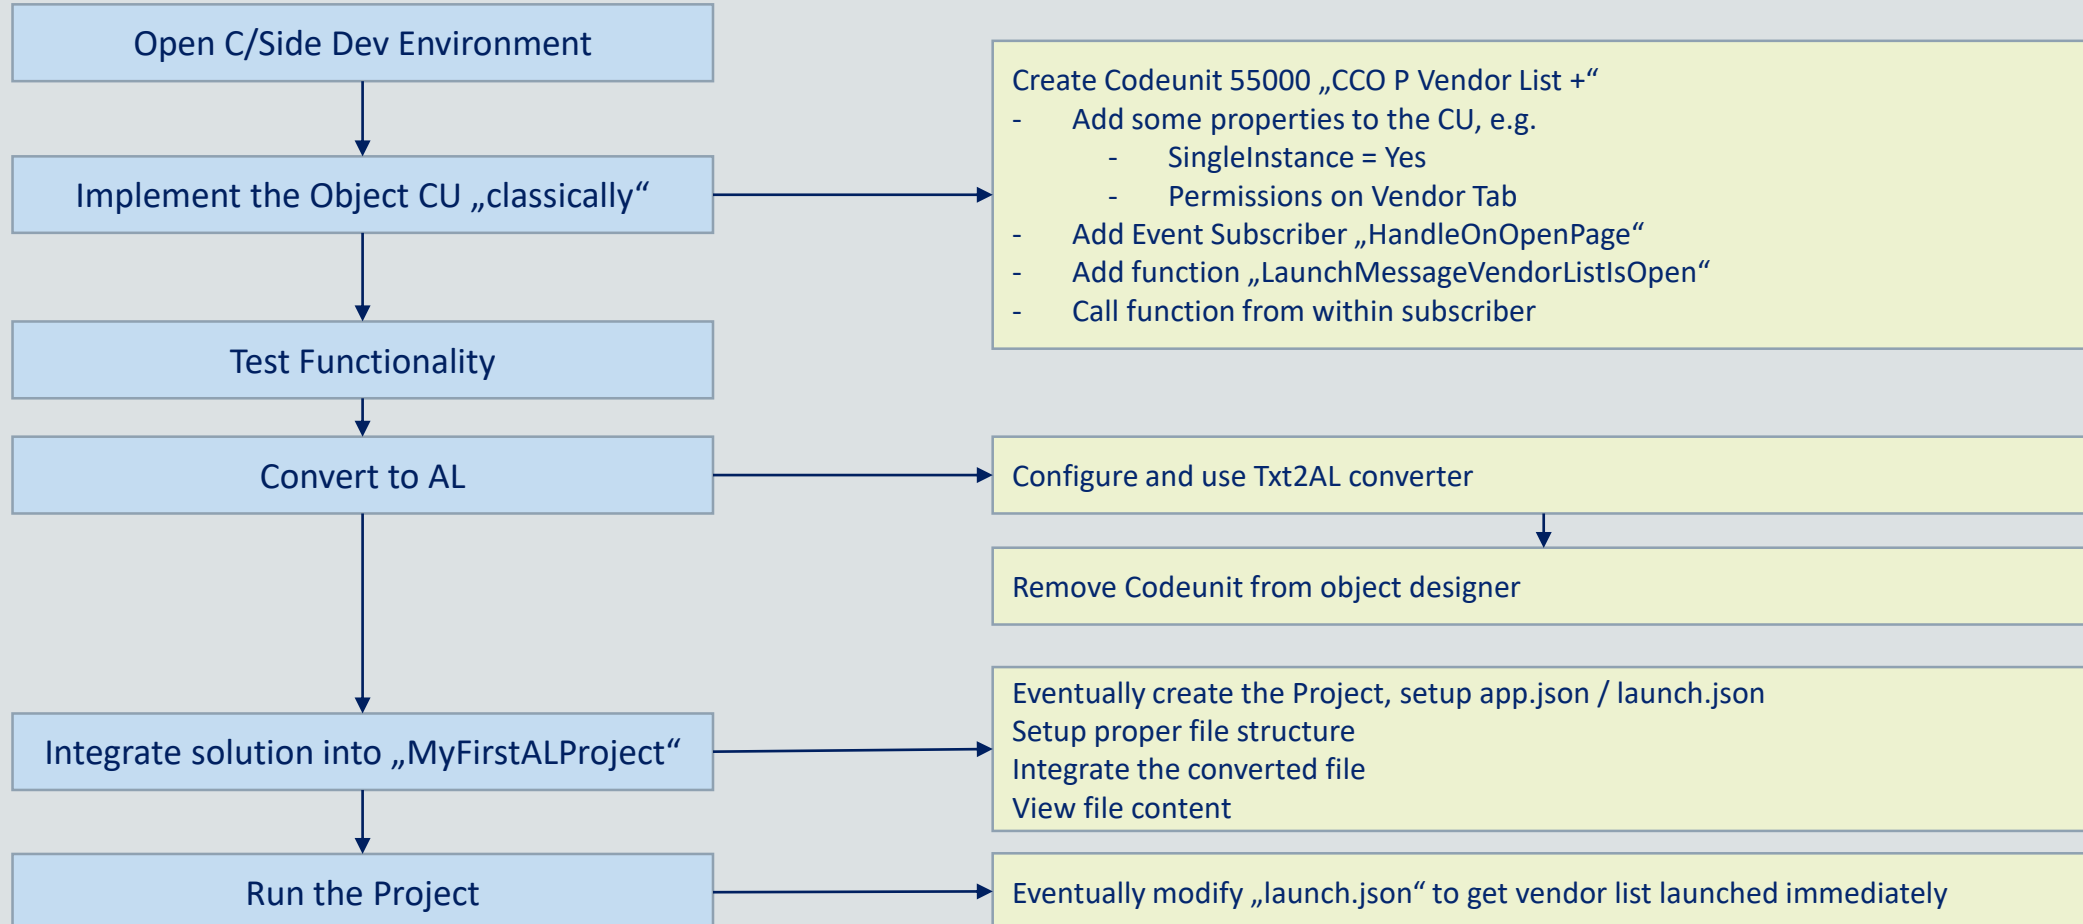 Open C/Side Dev Environment
Implement the Object CU „classically“
Create Codeunit 55000 „CCO P Vendor List +“
- Add some properties to the CU, e.g.
- SingleInstance = Yes
- Permissions on Vendor Tab
- Add Event Subscriber „HandleOnOpenPage“
- Add function „LaunchMessageVendorListIsOpen“
- Call function from within subscriber
Test Functionality
Convert to AL
Configure and use Txt2AL converter
Remove Codeunit from object designer
Integrate solution into „MyFirstALProject“
Eventually create the Project, setup app.json / launch.json
Setup proper file structure
Integrate the converted file
View file content
Run the Project
Eventually modify „launch.json“ to get vendor list launched immediately